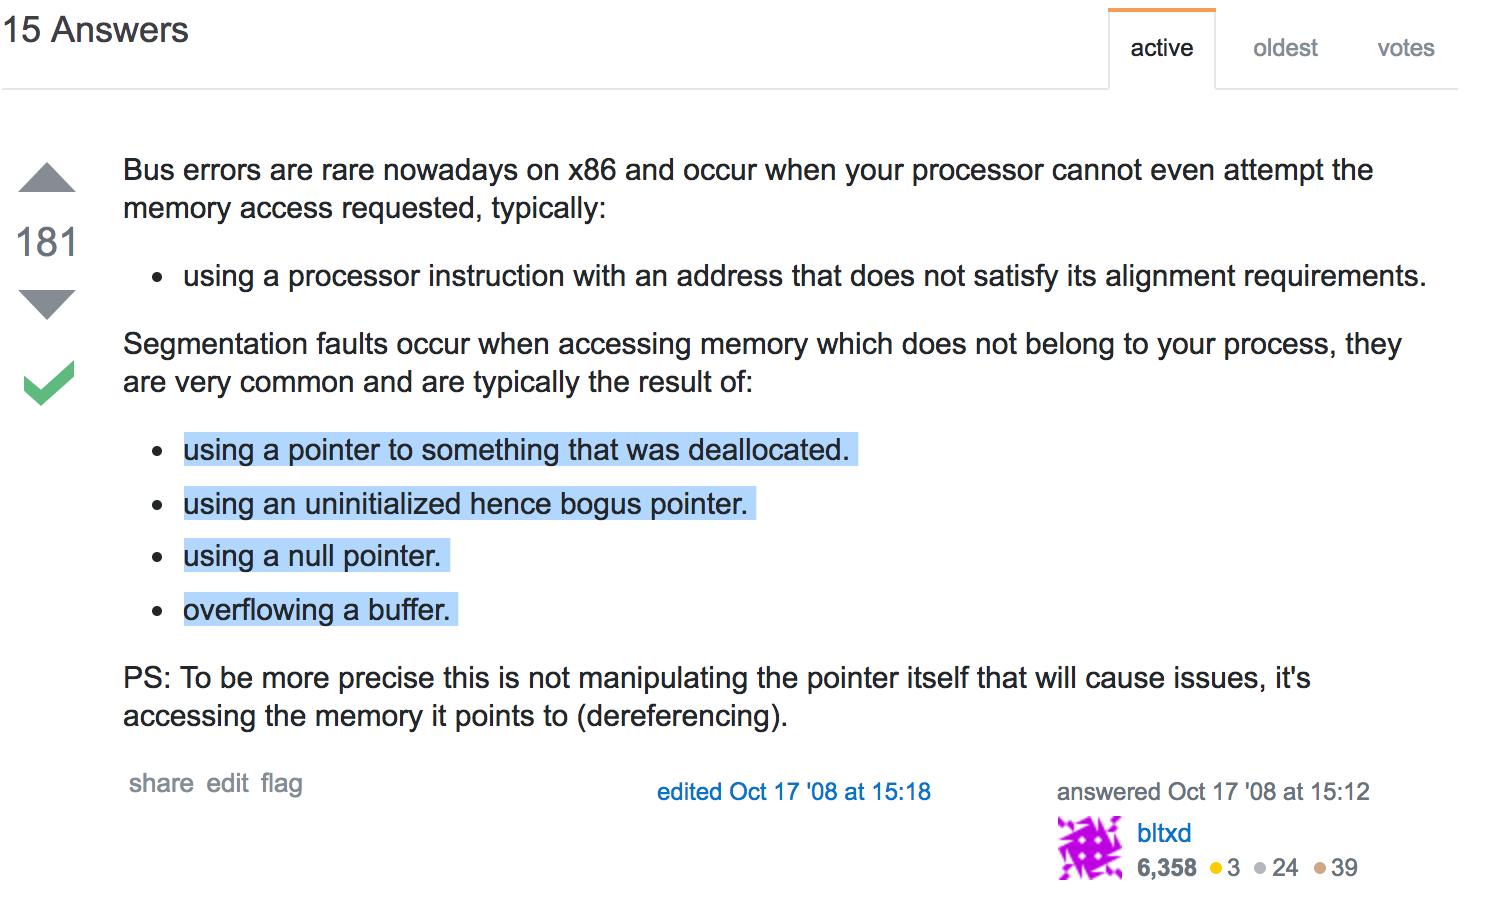 15 Answers
active oldest votes
Bus errors are rare nowadays on x86 and occur when your processor cannot even attempt the
memory access requested, typically:
181
• using a processor instruction with an address that does not satisfy its alignment requirements.
Segmentation faults occur when accessing memory which does not belong to your process, they
are very common and are typically the result of:
• using a pointer to something that was deallocated.
• using an uninitialized hence bogus pointer.
• using a null pointer.
• overflowing a buffer.
PS: To be more precise this is not manipulating the pointer itself that will cause issues, it's
accessing the memory it points to (dereferencing).
share edit flag
edited Oct 17 '08 at 15:18
answered Oct 17 '08 at 15:12
bltxd
6,358 ●3 ●24 ●39